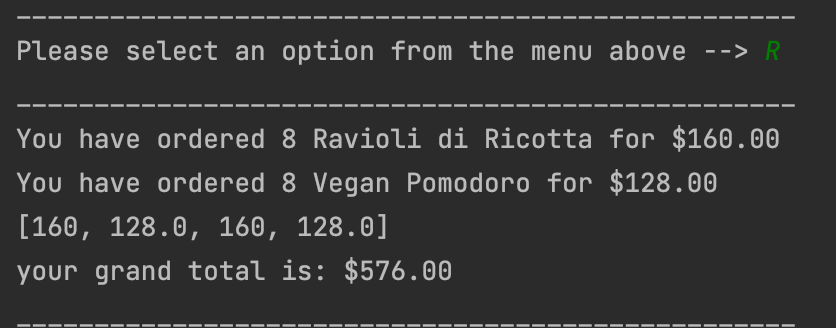 --------------------------------------------------
Please select an option from the menu above --> R
--------------------------------------------------
You have ordered 8 Ravioli di Ricotta for $160.00
You have ordered 8 Vegan Pomodoro for $128.00
[160, 128.0, 160, 128.0]
your grand total is: $576.00
--------------------------------------------------